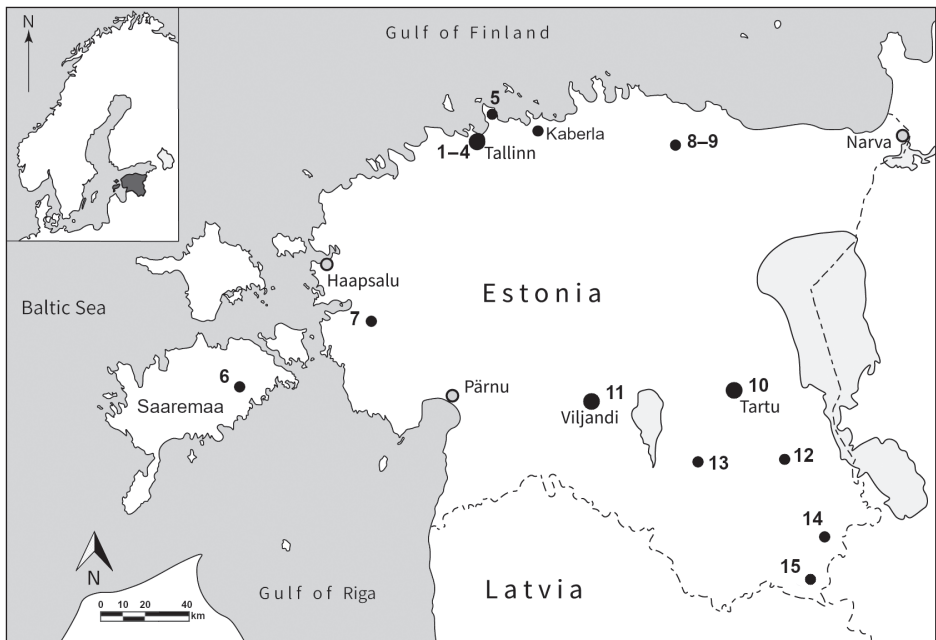 N
Gulf of Finland
5
Kaberla
1–4
Tallinn
8–9
Narva
Haapsalu
Estonia
Baltic Sea
7
6
Saaremaa
Pärnu
11
Viljandi
10
Tartu
13
12
14
15
N
0 10 20 40
km
Gulf of Riga
Latvia